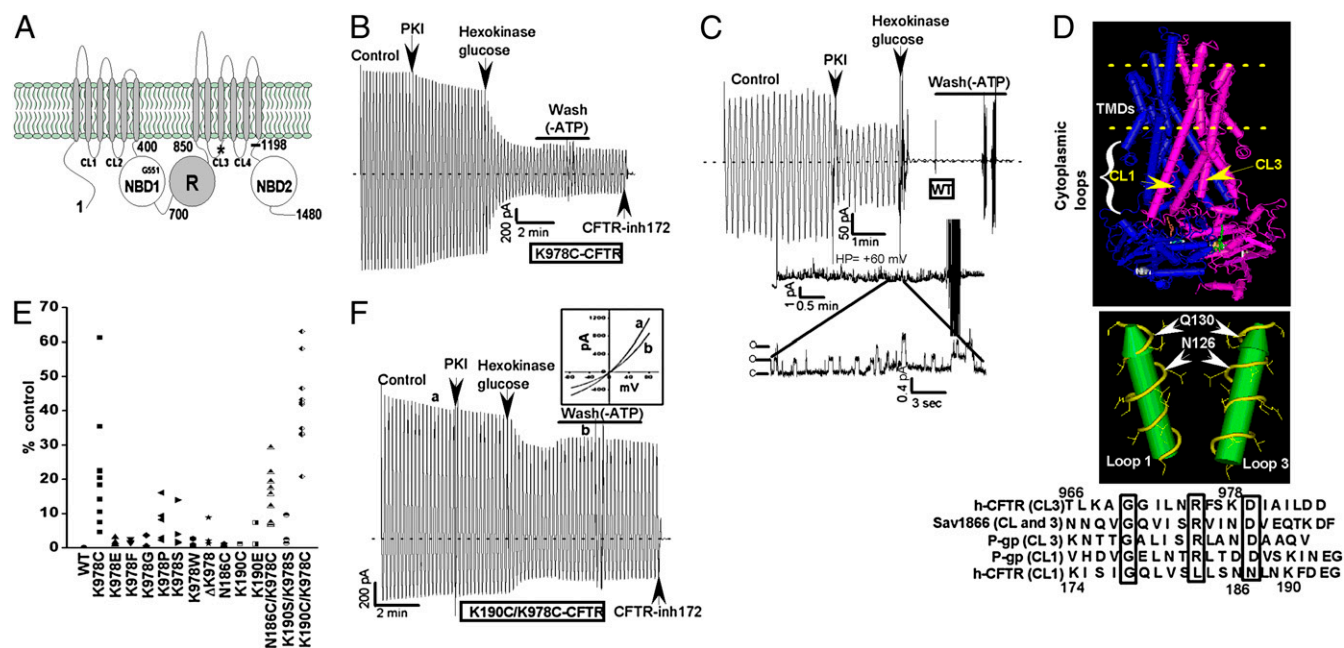 A
CL1
CL2
400
850
*
CL3
CL4
1198
G551
NBD1
R
NBD2
1
700
1480
B
PKI
Control
Hexokinase
glucose
Wash
(-ATP)
200 pA
2 min
K978C-CFTR
CFTR-inh172
C
Hexokinase
glucose
PKI
Control
Wash(-ATP)
WT
50 pA
1min
HP= +60 mV
1 pA
0.5 min
0.4 pA
3 sec
D
TMDs
Cytoplasmic
loops
CL1
CL3
Q130
N126
Loop 1
Loop 3
966 978
h-CFTR (CL3) T L K A G G I L N R F S K D I A I L D D
Sav1866 (CL and 3) N N Q V G Q V I S R V I N D V E Q T K D F
P-gp (CL 3) K N T T G A L I S R L A N D A A Q V
P-gp (CL1) V H D V G E L N T R L T D D V S K I N E G
h-CFTR (CL1) K I S I G Q L V S L L S N N L N K F D E G
174 186 190
E
% control
70
60
50
40
30
20
10
0
WT
K978C
K978E
K978F
K978G
K978P
K978S
K978W
ΔK978
N186C
K190C
K190E
N186C/K978C
K190S/K978S
K190C/K978C
F
PKI
Control
Hexokinase
glucose
a
Wash(-ATP)
b
pA
1200
800
400
0
-400
-80
-40
0
40
80
mV
a
b
200 pA
2 min
K190C/K978C-CFTR
CFTR-inh172